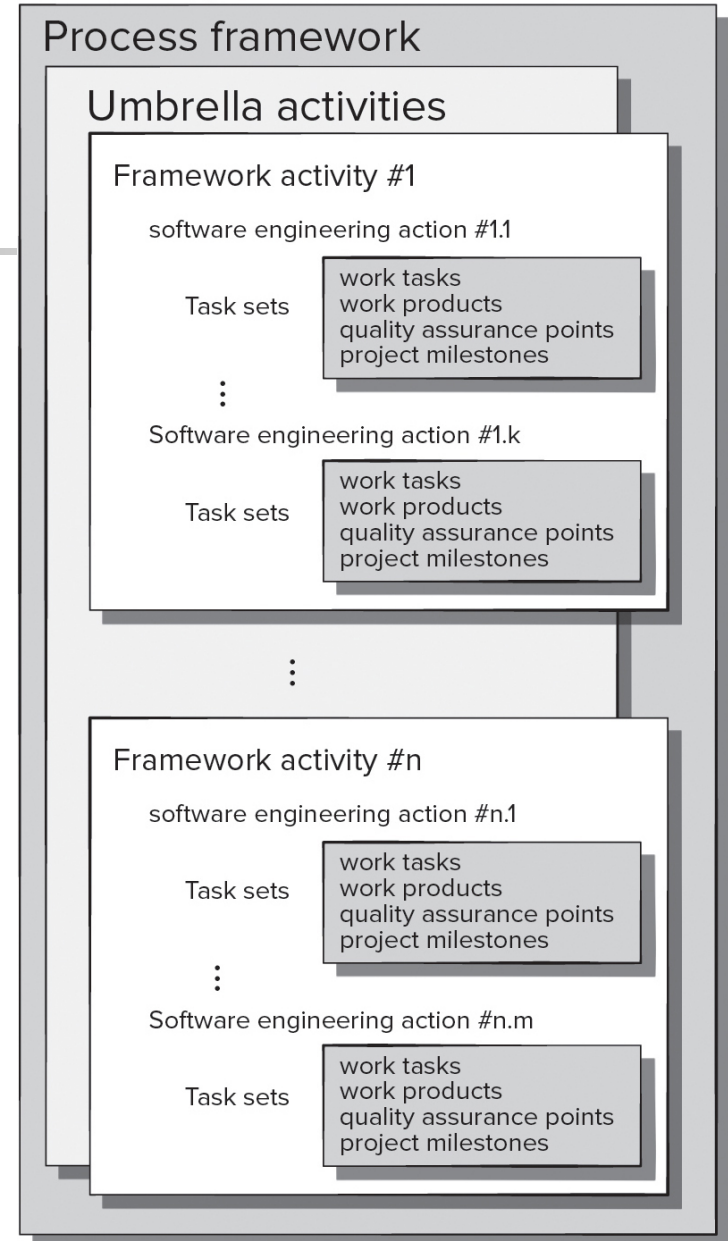 Process framework
Umbrella activities
Framework activity #1
software engineering action #1.1
Task sets
work tasks
work products
quality assurance points
project milestones
Software engineering action #1.k
Task sets
work tasks
work products
quality assurance points
project milestones
Framework activity #n
software engineering action #n.1
Task sets
work tasks
work products
quality assurance points
project milestones
Software engineering action #n.m
Task sets
work tasks
work products
quality assurance points
project milestones